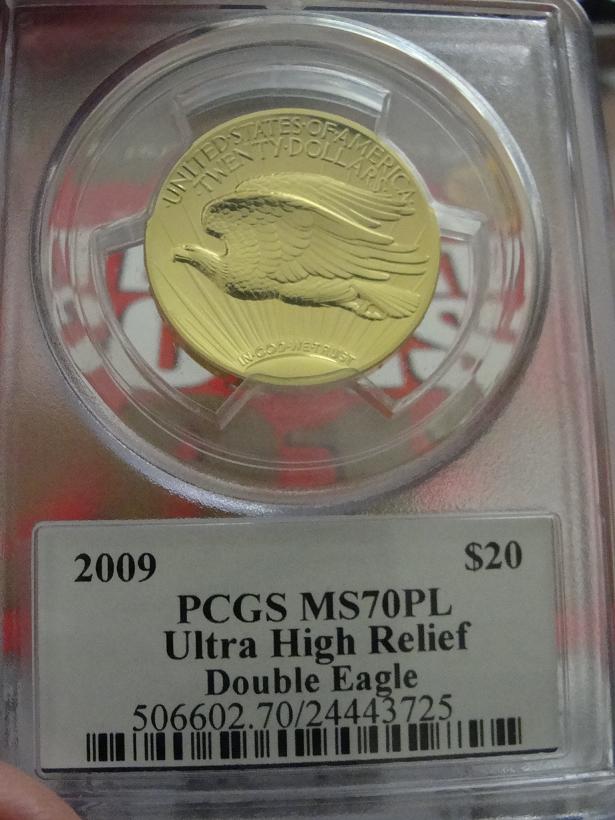 ·UNITED·STATES·OF·AMERICA·
·TWENTY·DOLLARS·
IN·GOD·WE·TRUST
2009
$20
PCGS MS70PL
Ultra High Relief
Double Eagle
506602.70/24443725